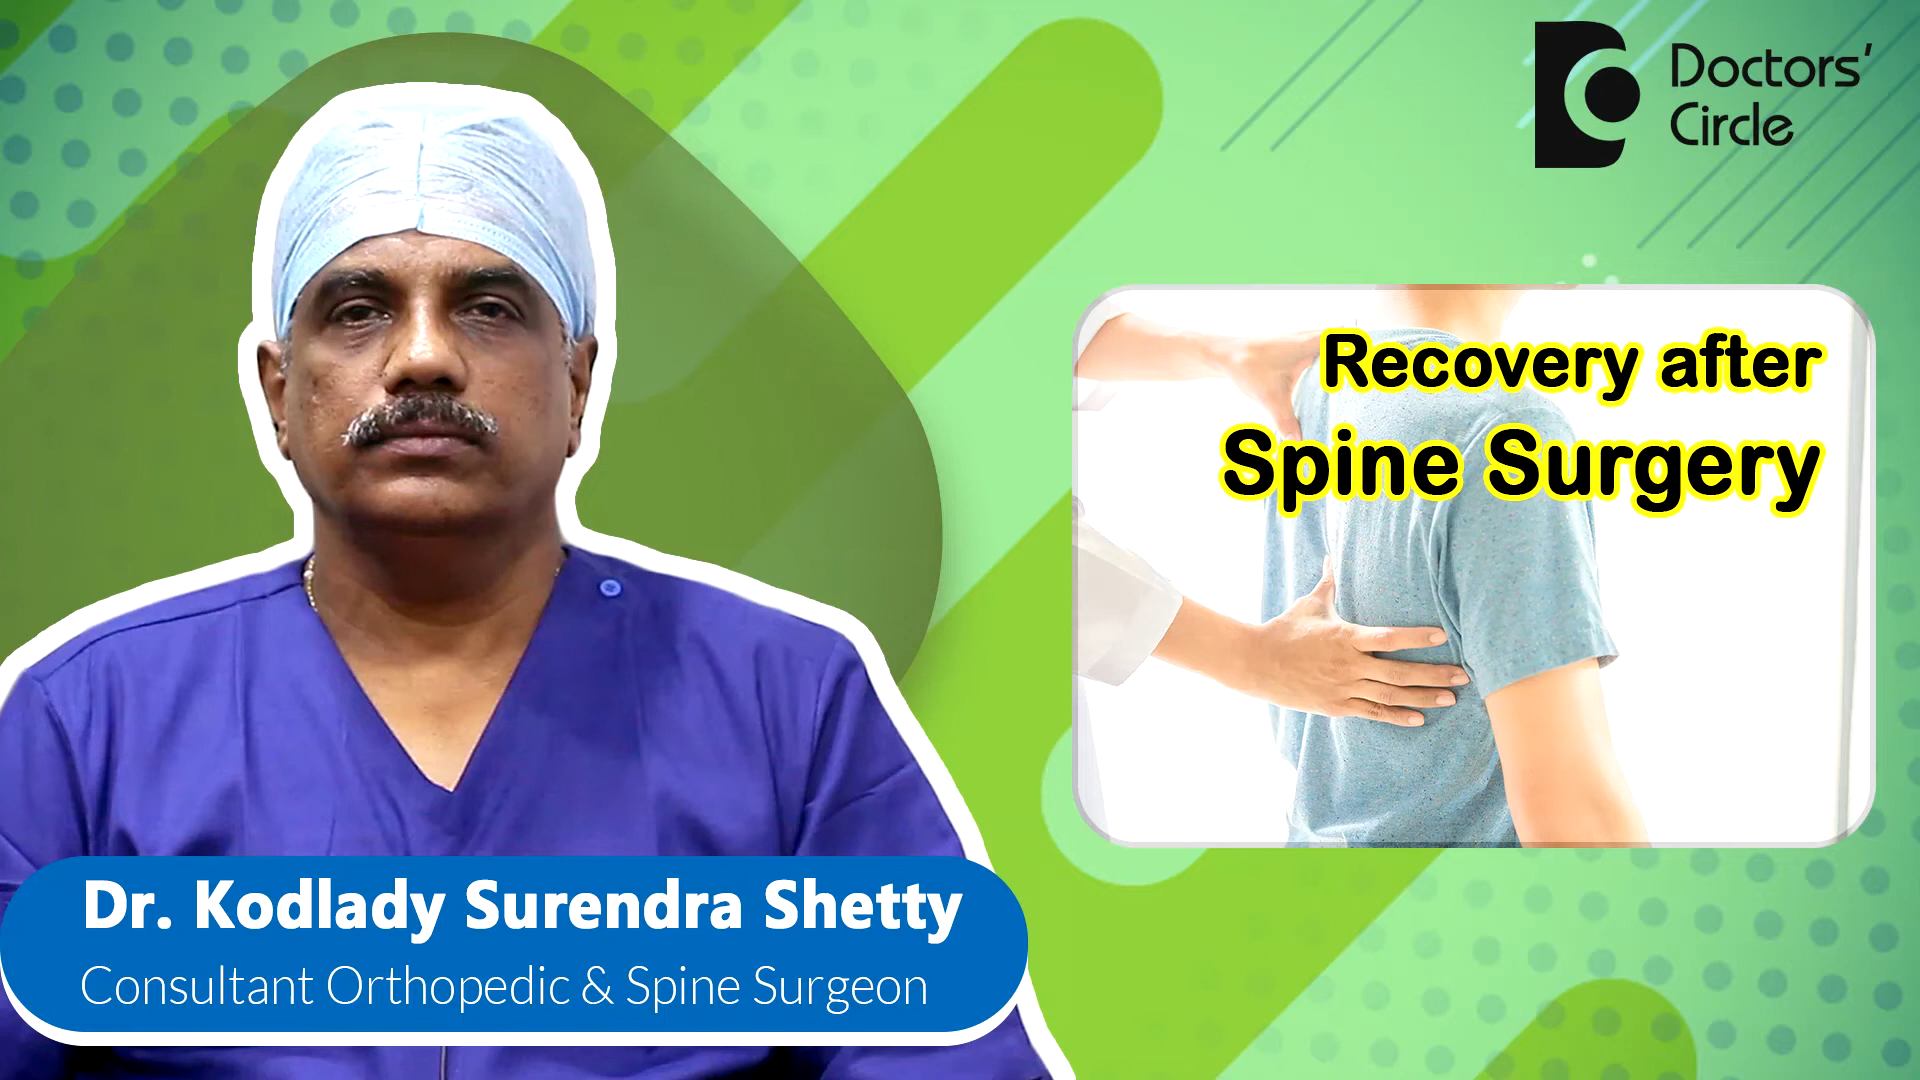 Doctors'
Circle
Recovery after
Spine Surgery
Dr. Kodlady Surendra Shetty
Consultant Orthopedic & Spine Surgeon